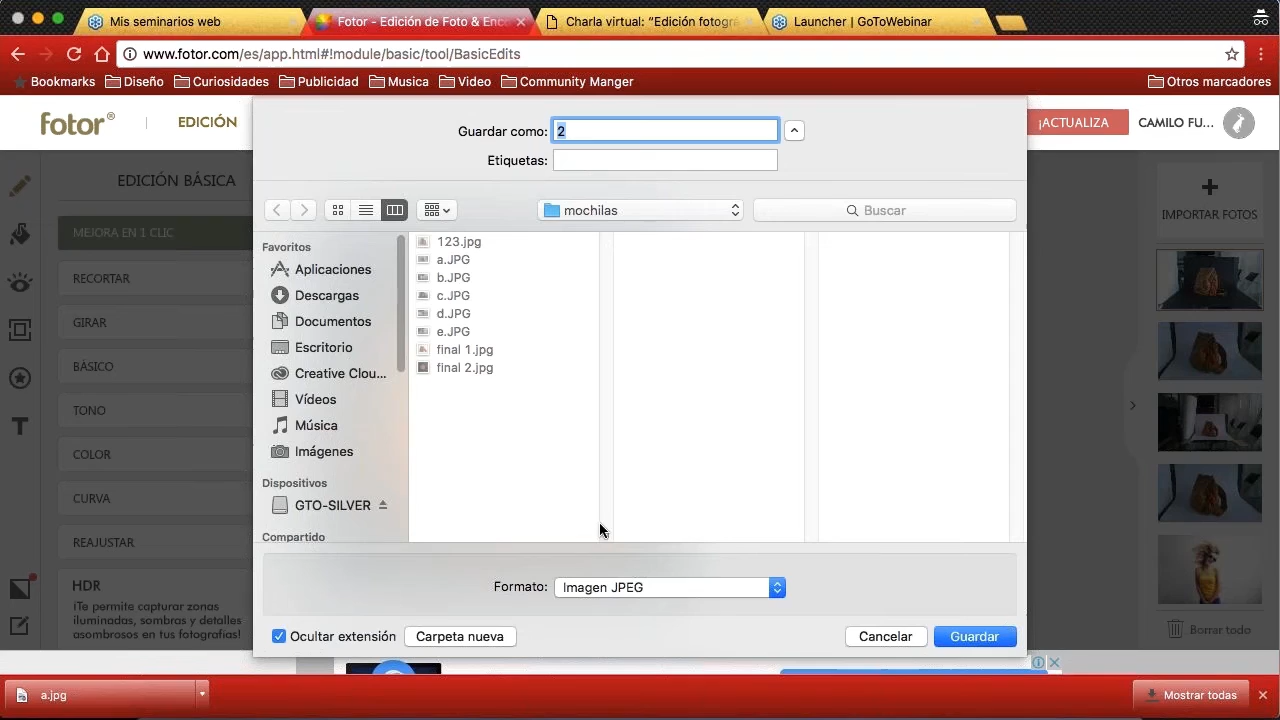 Mis seminarios web
Fotor - Edición de Foto & Enco
Charla virtual: “Edición fotográ
Launcher | GoToWebinar
www.fotor.com/es/app.html#!module/basic/tool/BasicEdits
Bookmarks
Diseño
Curiosidades
Publicidad
Musica
Video
Community Manger
Otros marcadores
fotor®
EDICIÓN
¡ACTUALIZA
CAMILO FU...
Guardar como: 2
Etiquetas:
mochilas
Buscar
EDICIÓN BÁSICA
MEJORA EN 1 CLIC
RECORTAR
GIRAR
BÁSICO
TONO
COLOR
CURVA
REAJUSTAR
HDR
¡Te permite capturar zonas
iluminadas, sombras y detalles
asombrosos en tus fotografías!
Favoritos
Aplicaciones
Descargas
Documentos
Escritorio
Creative Clou...
Vídeos
Música
Imágenes
Dispositivos
GTO-SILVER
Compartido
123.jpg
a.JPG
b.JPG
c.JPG
d.JPG
e.JPG
final 1.jpg
final 2.jpg
IMPORTAR FOTOS
Borrar todo
Formato: Imagen JPEG
Ocultar extensión
Carpeta nueva
Cancelar
Guardar
a.jpg
Mostrar todas